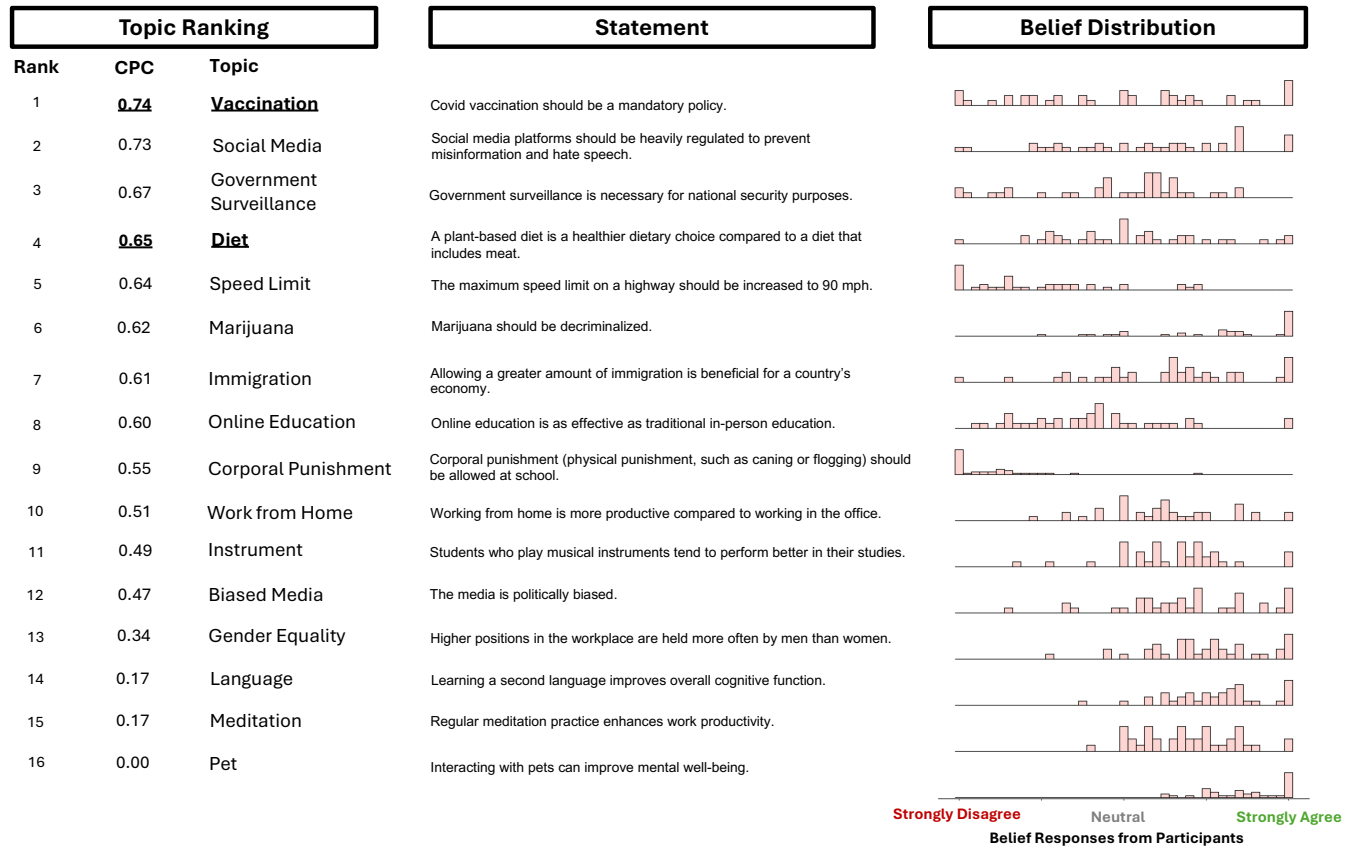 Topic Ranking
Statement
Belief Distribution
Rank CPC Topic
1 0.74 Vaccination Covid vaccination should be a mandatory policy.
2 0.73 Social Media Social media platforms should be heavily regulated to prevent
misinformation and hate speech.
3 0.67 Government
Surveillance Government surveillance is necessary for national security purposes.
4 0.65 Diet A plant-based diet is a healthier dietary choice compared to a diet that
includes meat.
5 0.64 Speed Limit The maximum speed limit on a highway should be increased to 90 mph.
6 0.62 Marijuana Marijuana should be decriminalized.
7 0.61 Immigration Allowing a greater amount of immigration is beneficial for a country's
economy.
8 0.60 Online Education Online education is as effective as traditional in-person education.
9 0.55 Corporal Punishment Corporal punishment (physical punishment, such as caning or flogging) should
be allowed at school.
10 0.51 Work from Home Working from home is more productive compared to working in the office.
11 0.49 Instrument Students who play musical instruments tend to perform better in their studies.
12 0.47 Biased Media The media is politically biased.
13 0.34 Gender Equality Higher positions in the workplace are held more often by men than women.
14 0.17 Language Learning a second language improves overall cognitive function.
15 0.17 Meditation Regular meditation practice enhances work productivity.
16 0.00 Pet Interacting with pets can improve mental well-being.
Strongly Disagree Neutral Strongly Agree
Belief Responses from Participants